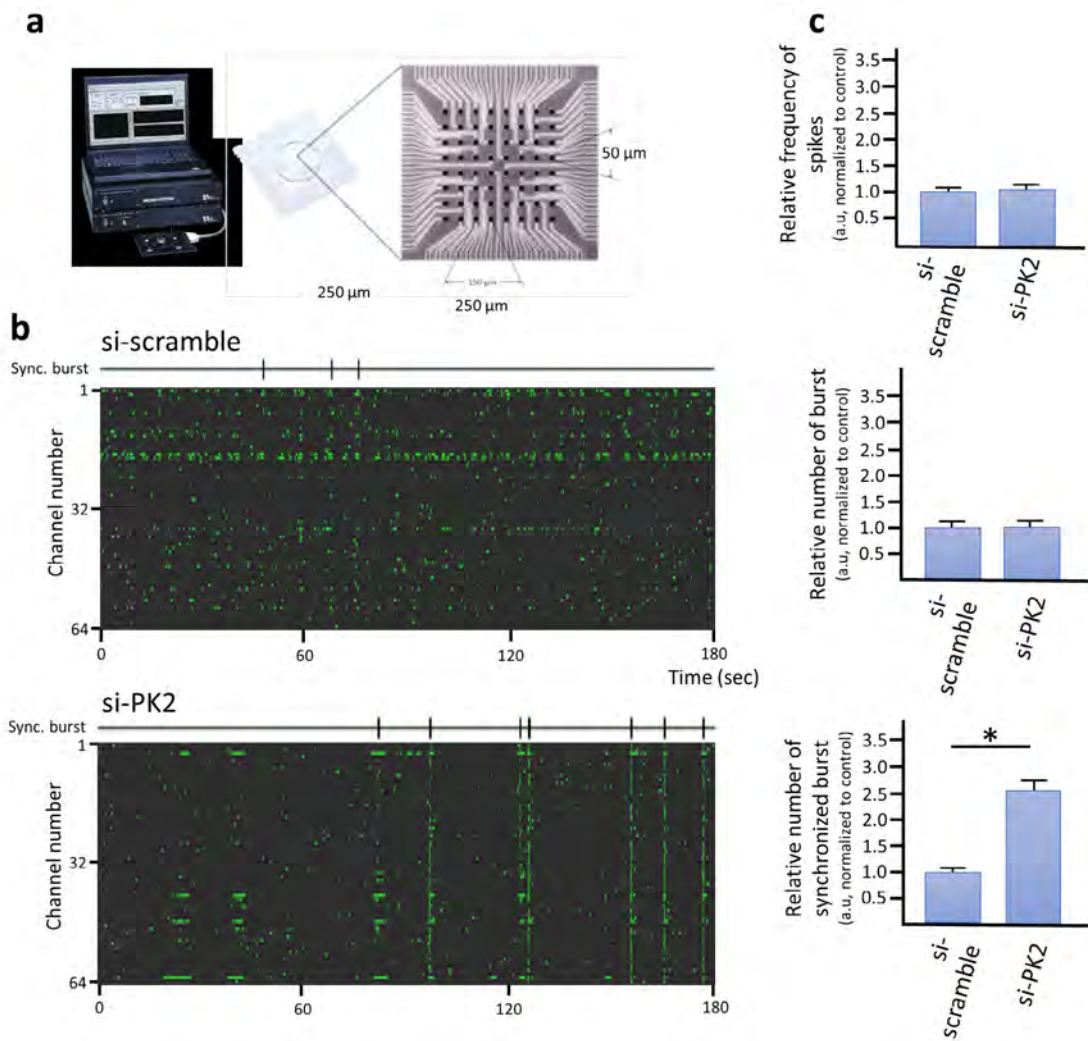 a
50 µm
150 µm
250 µm
250 µm
b
si-scramble
Sync. burst
1
32
64
Channel number
0
60
120
180
Time (sec)
si-PK2
Sync. burst
1
32
64
Channel number
0
60
120
180
c
Relative frequency of
spikes
(a.u, normalized to control)
3.5
3.0
2.5
2.0
1.5
1.0
0.5
si-
scramble
si-PK2
Relative number of burst
(a.u, normalized to control)
3.5
3.0
2.5
2.0
1.5
1.0
0.5
si-
scramble
si-PK2
Relative number of
synchronized burst
(a.u, normalized to control)
3.5
3.0
2.5
2.0
1.5
1.0
0.5
*
si-
scramble
si-PK2